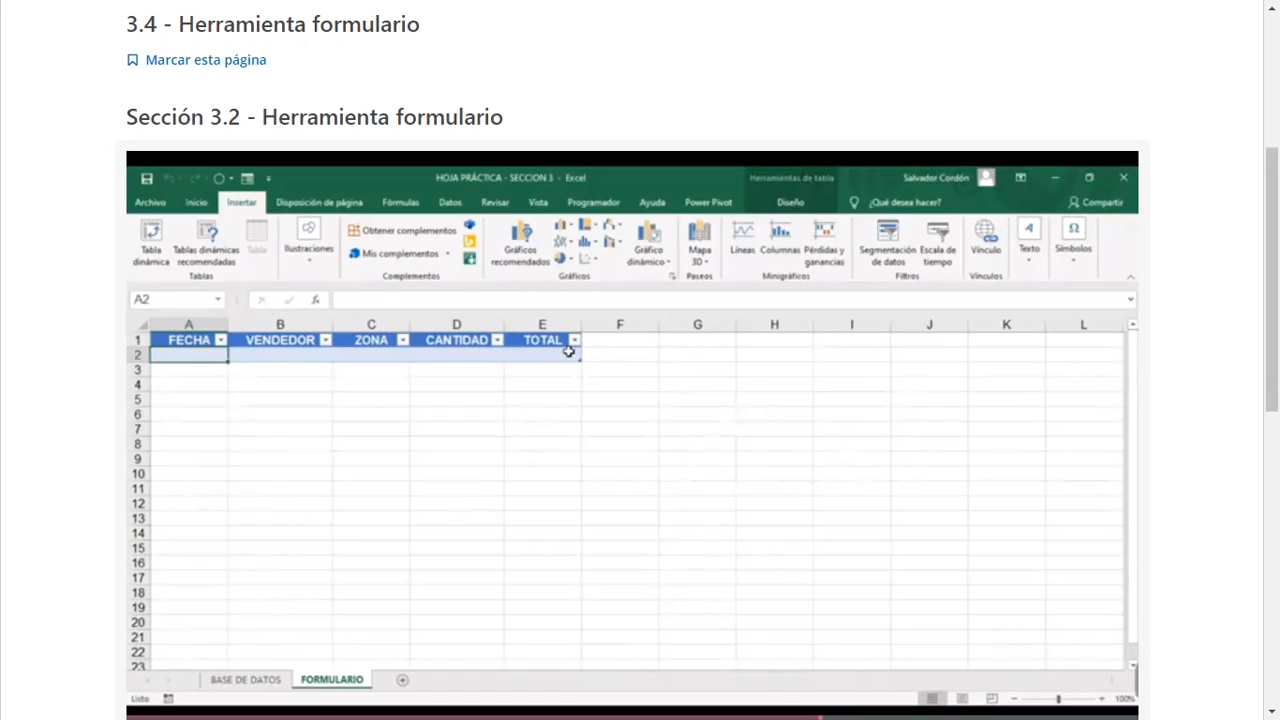 3.4 - Herramienta formulario
Marcar esta página
Sección 3.2 - Herramienta formulario
HOJA PRÁCTICA - SECCION 3 - Excel
Herramientas de tabla
Salvador Cordón
Archivo Inicio Insertar Disposición de página Fórmulas Datos Revisar Vista Programador Ayuda Power Pivot Diseño ¿Qué desea hacer? Compartir
Tabla dinámica
Tablas dinámicas recomendadas
Tabla
Tablas
Ilustraciones
Obtener complementos
Mis complementos
Complementos
Gráficos recomendados
Gráfico dinámico
Gráficos
Mapa 3D
Paseos
Líneas Columnas Pérdidas y ganancias
Minigráficos
Segmentación de datos
Escala de tiempo
Filtros
Vínculo
Vínculos
Texto
Símbolos
A2
fx
A B C D E F G H I J K L
1 FECHA VENDEDOR ZONA CANTIDAD TOTAL
2
3
4
5
6
7
8
9
10
11
12
13
14
15
16
17
18
19
20
21
22
23
BASE DE DATOS FORMULARIO
Listo
100%